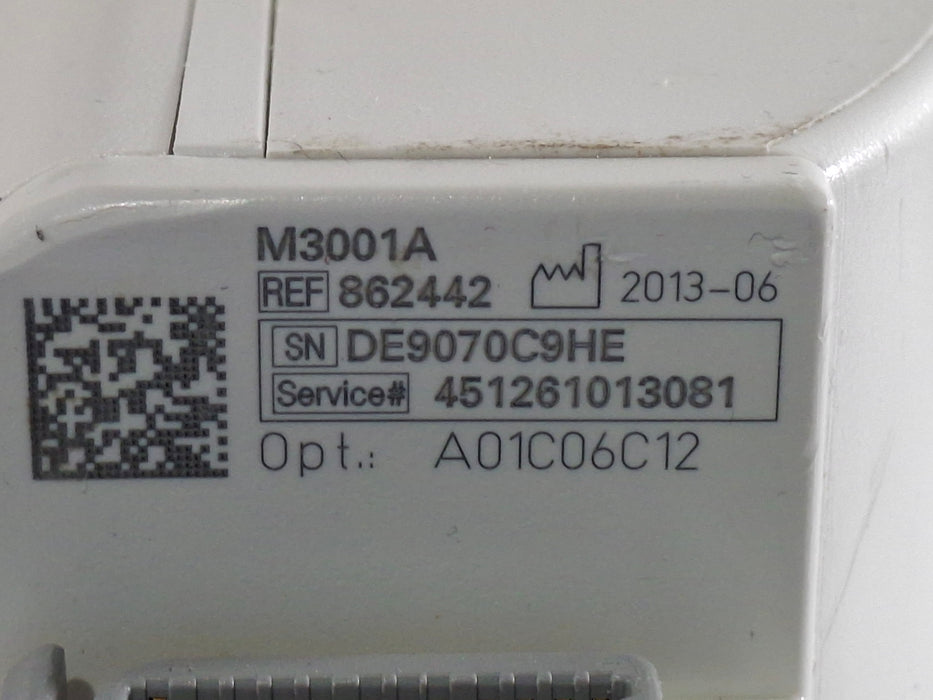 M3001A
REF 862442 2013-06
SN DE9070C9HE
Service# 451261013081
Opt.: A01C06C12